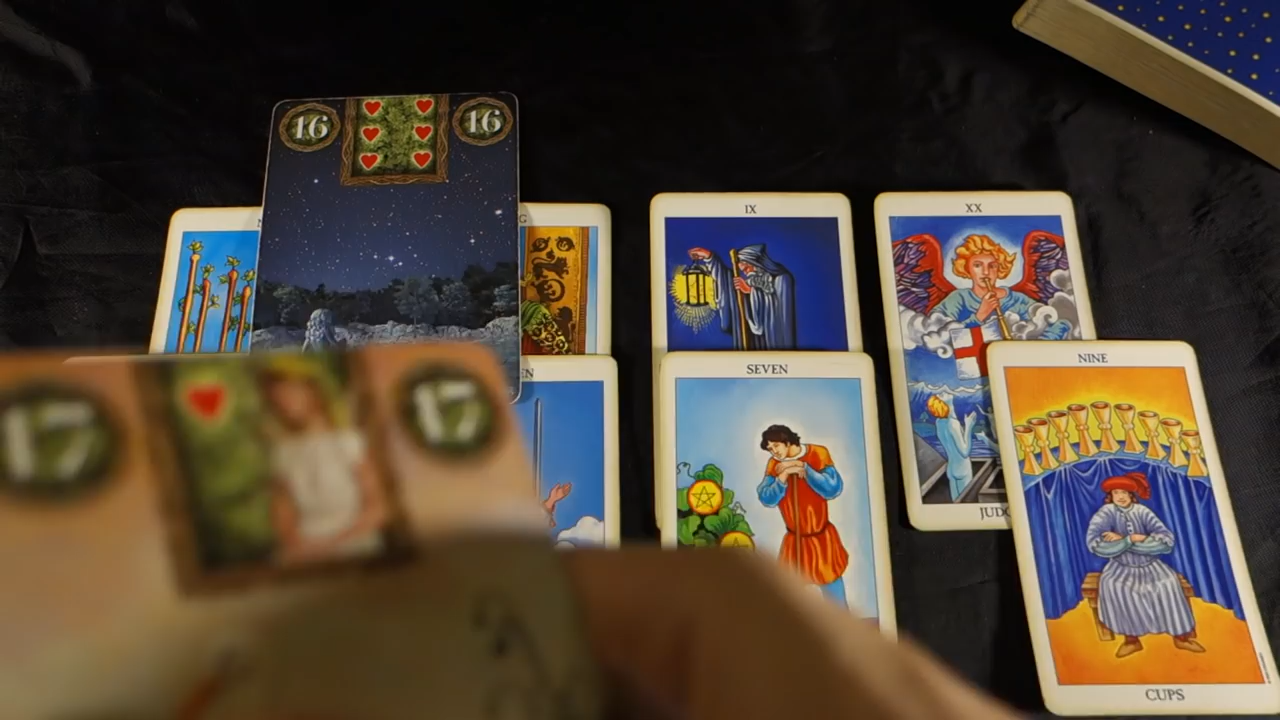 16 16
IX
XX
SEVEN
NINE
17 17
CUPS